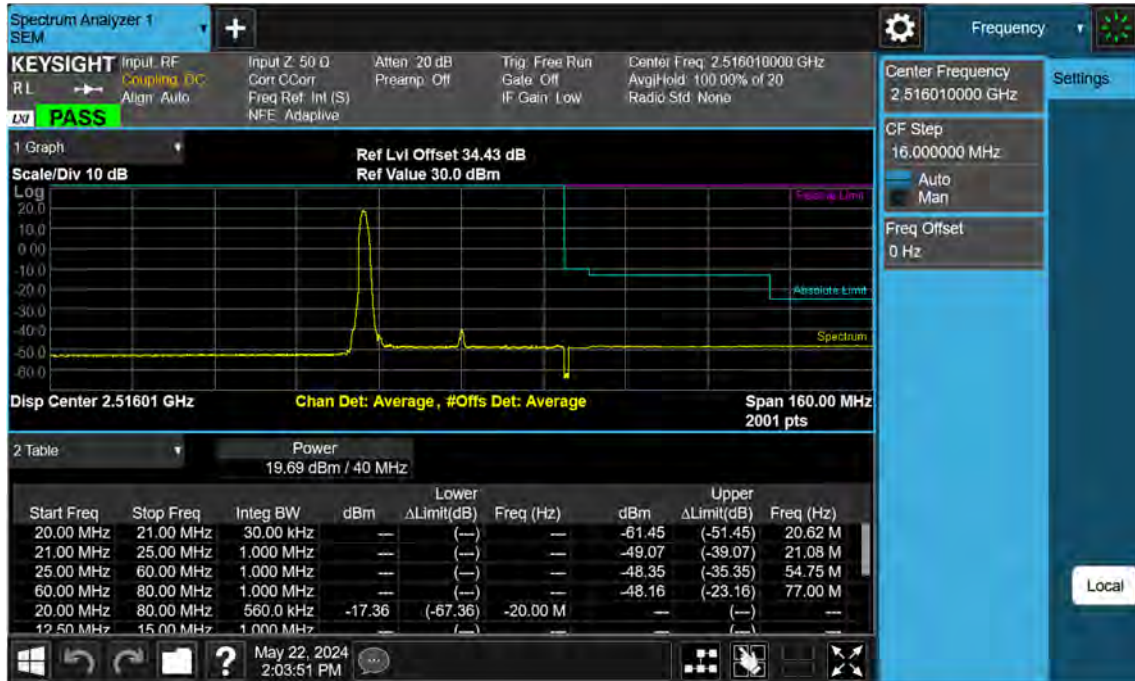 Spectrum Analyzer 1
SEM
Frequency
KEYSIGHT
RL
LXI
PASS
Input: RF
Coupling: DC
Align: Auto
Input Z: 50 Ω
Corr CCorr
Freq Ref: Int (S)
NFE: Adaptive
Atten: 20 dB
Preamp: Off
Trig: Free Run
Gate: Off
IF Gain: Low
Center Freq: 2.516010000 GHz
Avg|Hold: 100.00% of 20
Radio Std: None
Center Frequency
2.516010000 GHz
Settings
CF Step
16.000000 MHz
Auto
Man
Freq Offset
0 Hz
Local
1 Graph
Scale/Div 10 dB
Ref Lvl Offset 34.43 dB
Ref Value 30.0 dBm
Log
20.0
10.0
0.00
-10.0
-20.0
-30.0
-40.0
-50.0
-60.0
Limit
Absolute Limit
Spectrum
Disp Center 2.51601 GHz
Chan Det: Average, #Offs Det: Average
Span 160.00 MHz
2001 pts
2 Table
Power
19.69 dBm / 40 MHz
Lower Upper
Start Freq Stop Freq Integ BW dBm ΔLimit(dB) Freq (Hz) dBm ΔLimit(dB) Freq (Hz)
20.00 MHz 21.00 MHz 30.00 kHz --- (---) --- -61.45 (-51.45) 20.62 M
21.00 MHz 25.00 MHz 1.000 MHz --- (---) --- -49.07 (-39.07) 21.08 M
25.00 MHz 60.00 MHz 1.000 MHz --- (---) --- -48.35 (-35.35) 54.75 M
60.00 MHz 80.00 MHz 1.000 MHz --- (---) --- -48.16 (-23.16) 77.00 M
20.00 MHz 80.00 MHz 560.0 kHz -17.36 (-67.36) -20.00 M --- (---) ---
12.50 MHz 15.00 MHz 1.000 MHz --- (---) --- --- (---) ---
?
May 22, 2024
2:03:51 PM